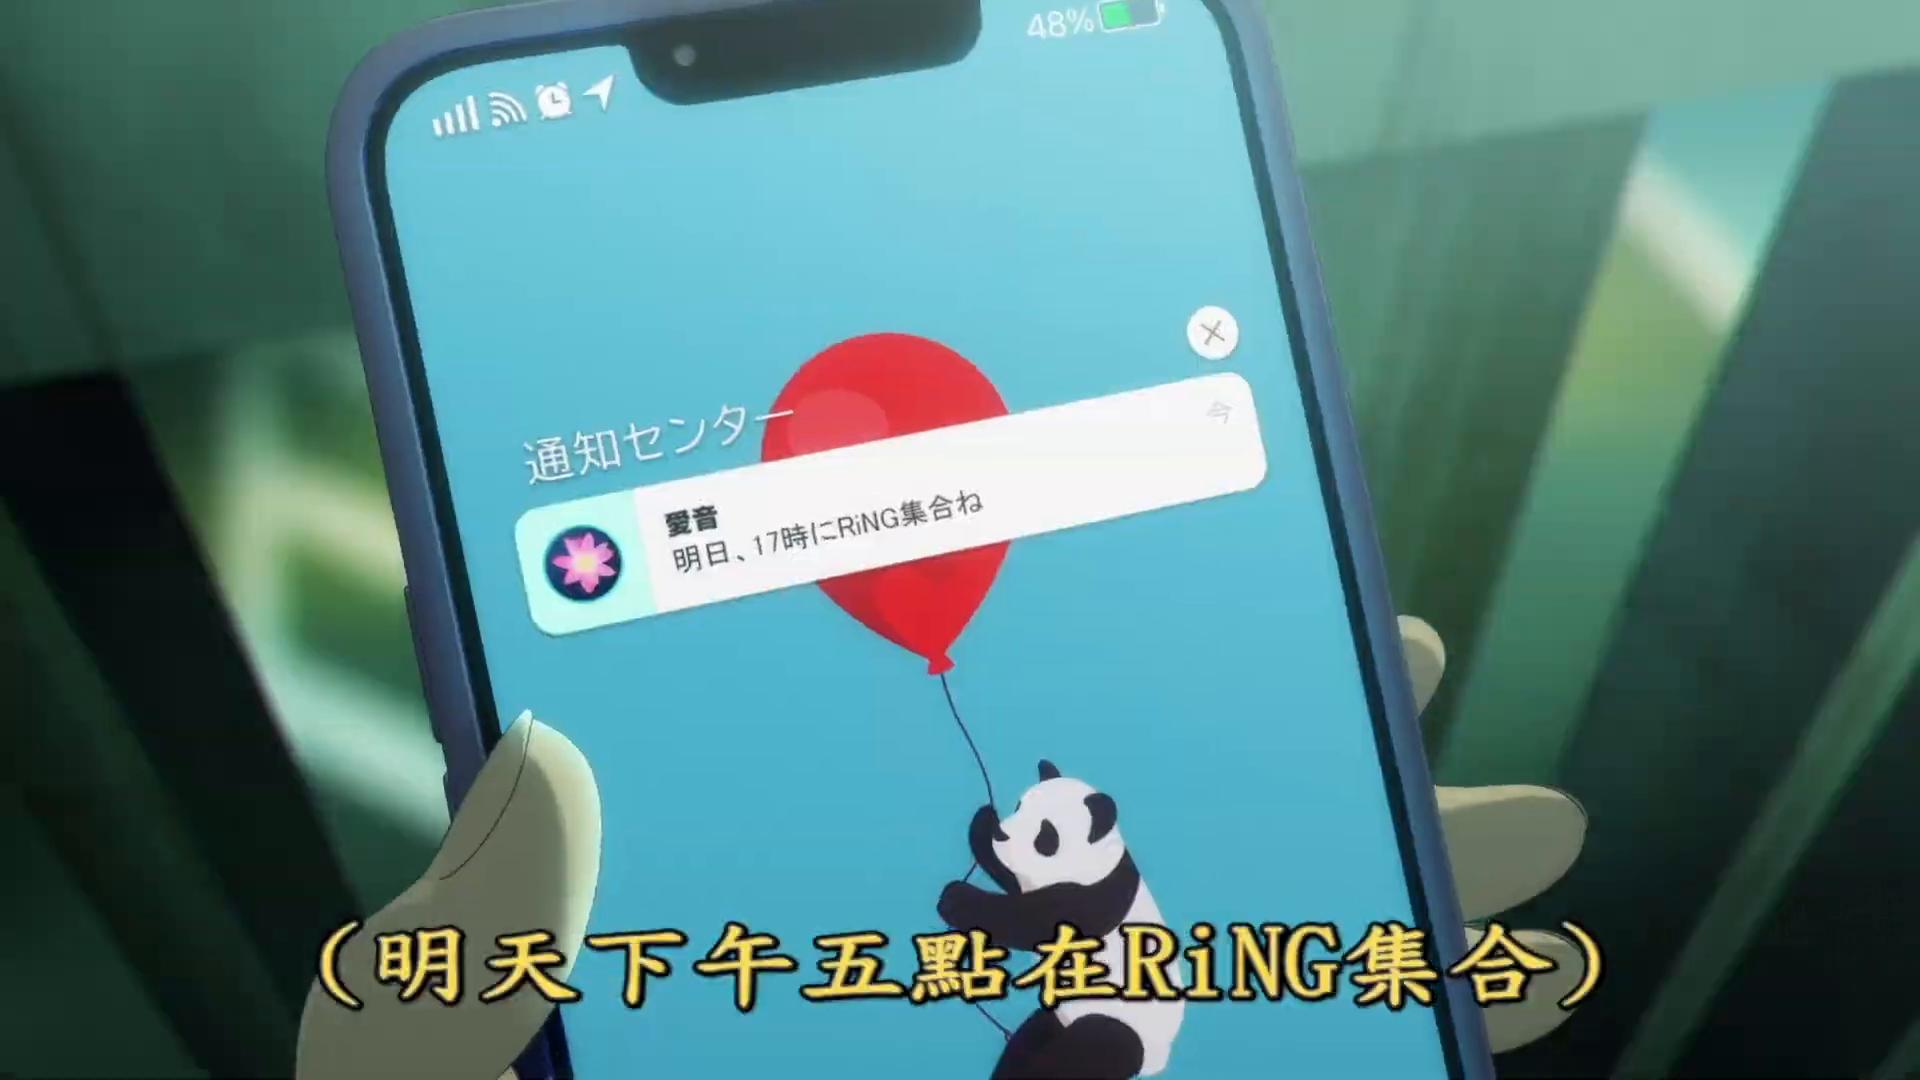 48%
通知センター
今
愛音
明日、17時にRiNG集合ね
（明天下午五點在RiNG集合）